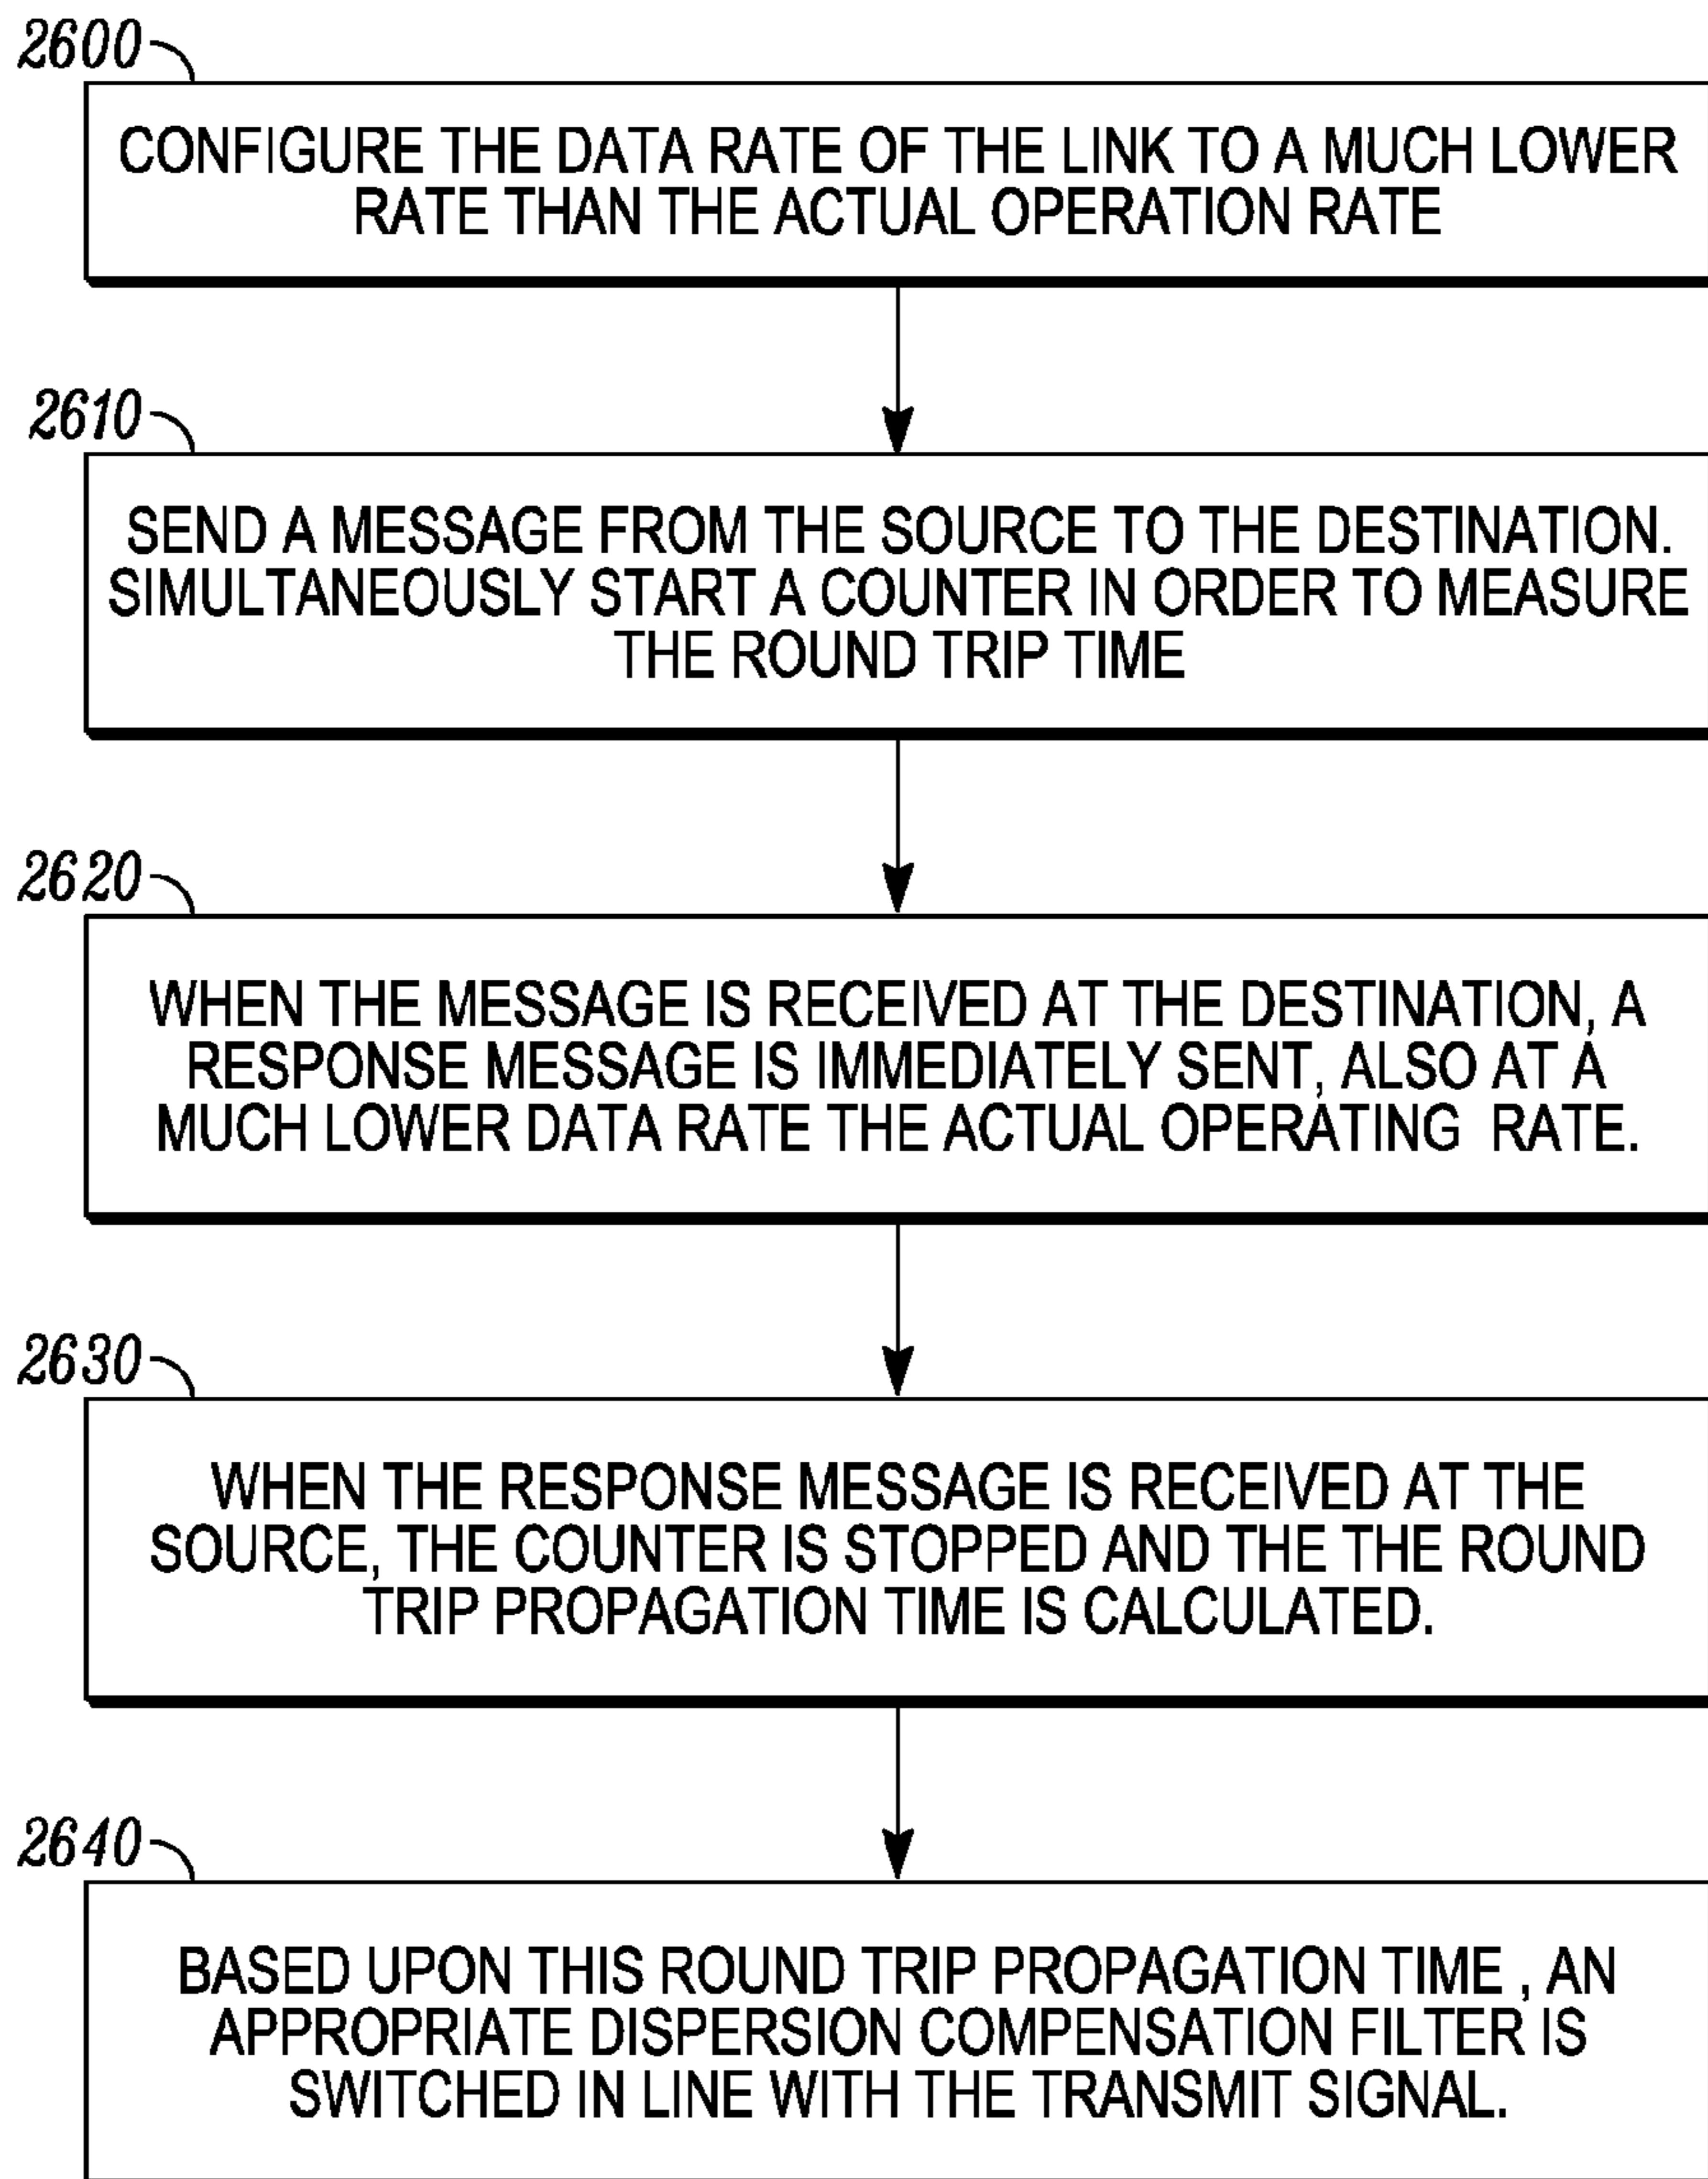 2600
CONFIGURE THE DATA RATE OF THE LINK TO A MUCH LOWER
RATE THAN THE ACTUAL OPERATION RATE
2610
SEND A MESSAGE FROM THE SOURCE TO THE DESTINATION.
SIMULTANEOUSLY START A COUNTER IN ORDER TO MEASURE
THE ROUND TRIP TIME
2620
WHEN THE MESSAGE IS RECEIVED AT THE DESTINATION, A
RESPONSE MESSAGE IS IMMEDIATELY SENT, ALSO AT A
MUCH LOWER DATA RATE THE ACTUAL OPERATING RATE.
2630
WHEN THE RESPONSE MESSAGE IS RECEIVED AT THE
SOURCE, THE COUNTER IS STOPPED AND THE THE ROUND
TRIP PROPAGATION TIME IS CALCULATED.
2640
BASED UPON THIS ROUND TRIP PROPAGATION TIME , AN
APPROPRIATE DISPERSION COMPENSATION FILTER IS
SWITCHED IN LINE WITH THE TRANSMIT SIGNAL.